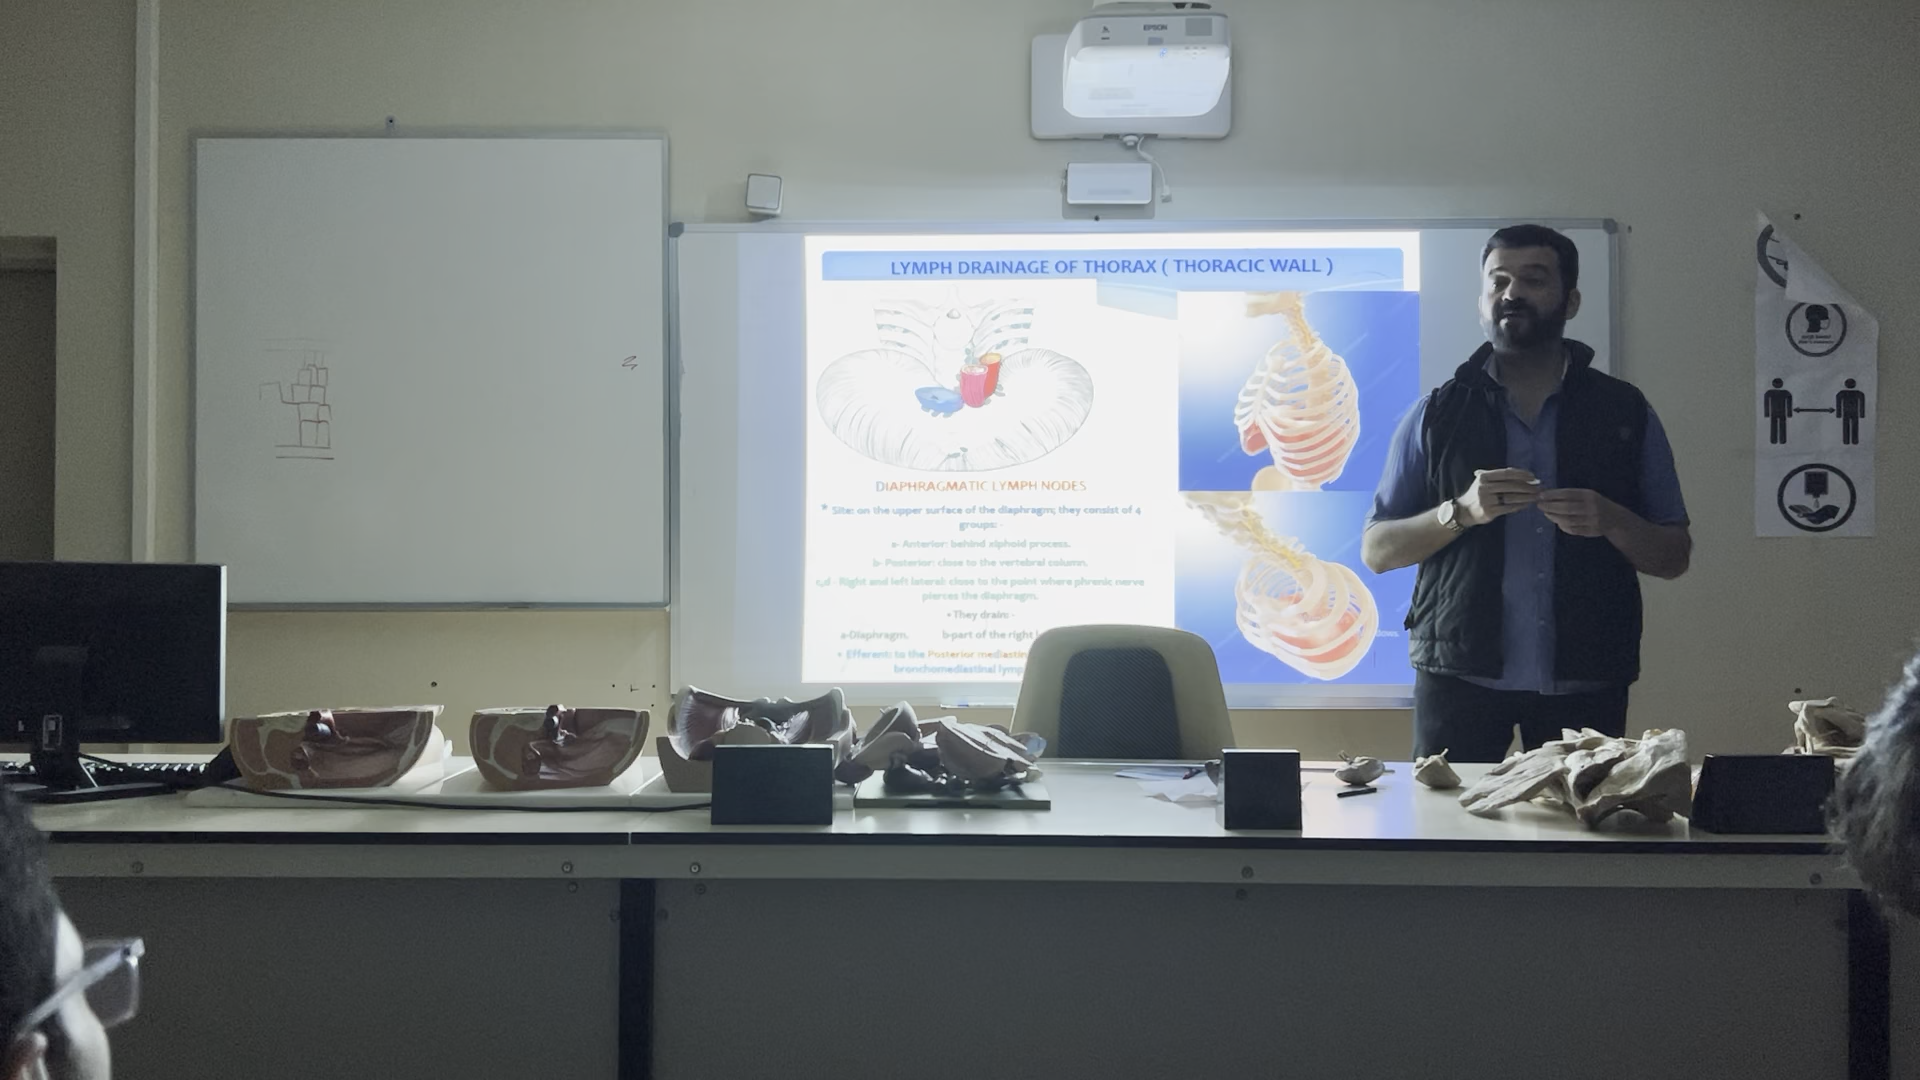 EPSON
LYMPH DRAINAGE OF THORAX ( THORACIC WALL )
DIAPHRAGMATIC LYMPH NODES
* Site: on the upper surface of the diaphragm; they consist of 4
groups: -
a- Anterior: behind xiphoid process.
b- Posterior: close to the vertebral column.
c,d - Right and left lateral: close to the point where phrenic nerve
pierces the diaphragm.
• They drain: -
a-Diaphragm. b-part of the right
• Efferent: to the Posterior
bronchomediastinal